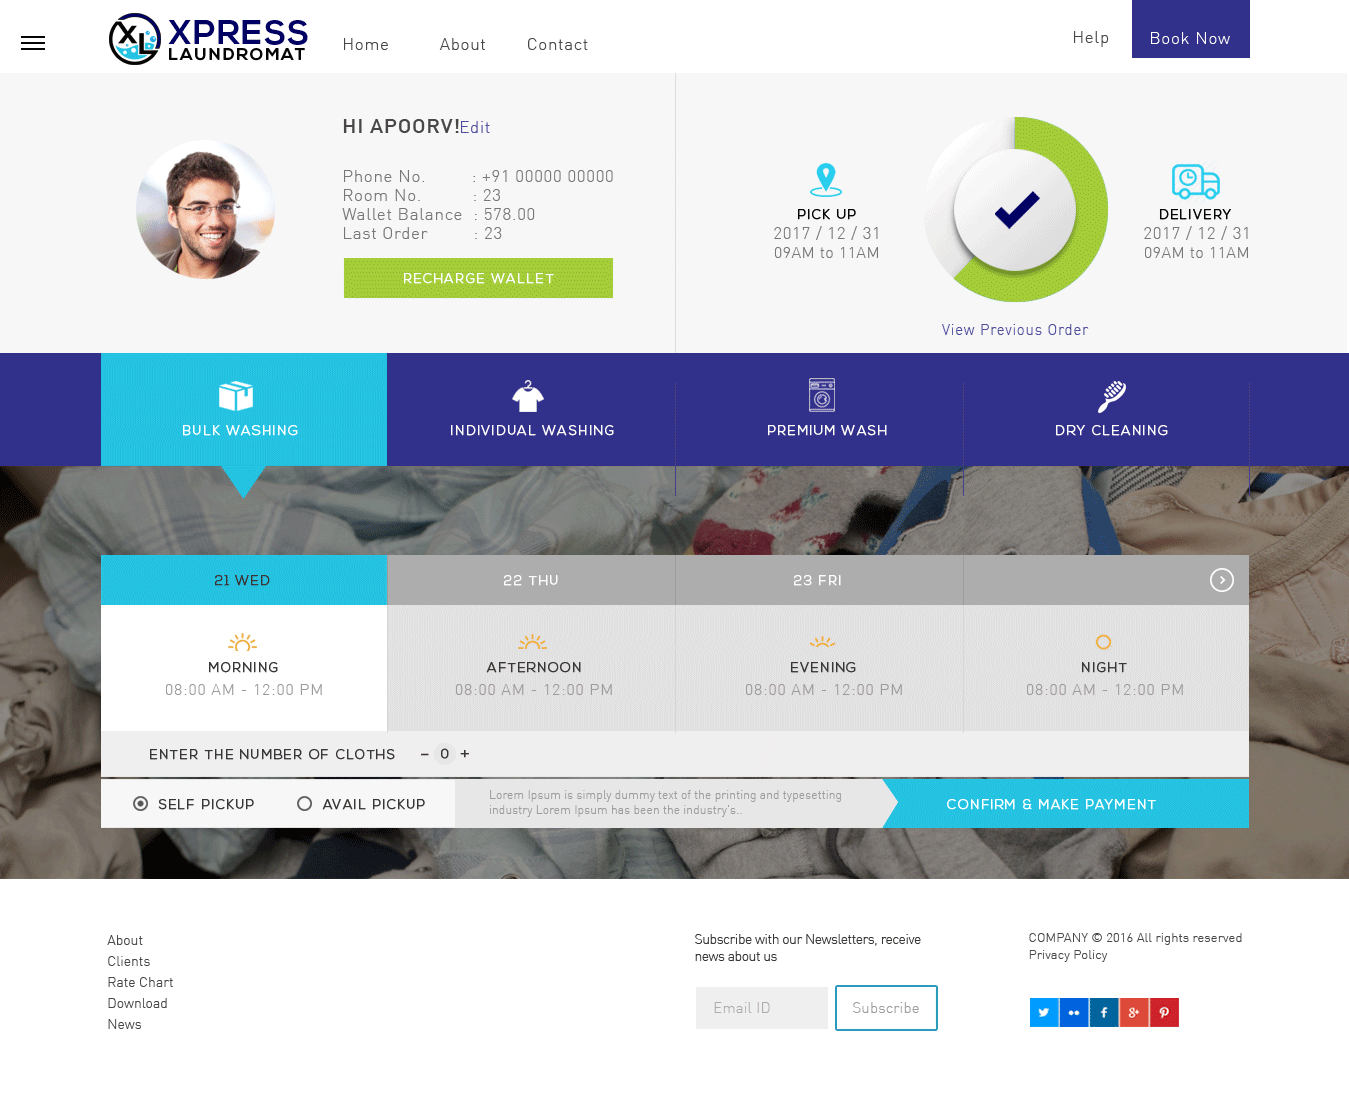 XL XPRESS
LAUNDROMAT
Home About Contact
Help
Book Now
HI APOORV!Edit
Phone No. : +91 00000 00000
Room No. : 23
Wallet Balance : 578.00
Last Order : 23
RECHARGE WALLET
PICK UP
2017 / 12 / 31
09AM to 11AM
DELIVERY
2017 / 12 / 31
09AM to 11AM
View Previous Order
BULK WASHING
INDIVIDUAL WASHING
PREMIUM WASH
DRY CLEANING
21 WED
22 THU
23 FRI
MORNING
08:00 AM - 12:00 PM
AFTERNOON
08:00 AM - 12:00 PM
EVENING
08:00 AM - 12:00 PM
NIGHT
08:00 AM - 12:00 PM
ENTER THE NUMBER OF CLOTHS - 0 +
SELF PICKUP
AVAIL PICKUP
Lorem Ipsum is simply dummy text of the printing and typesetting
industry Lorem Ipsum has been the industry's..
CONFIRM & MAKE PAYMENT
About
Clients
Rate Chart
Download
News
Subscribe with our Newsletters, receive
news about us
Email ID
Subscribe
COMPANY © 2016 All rights reserved
Privacy Policy